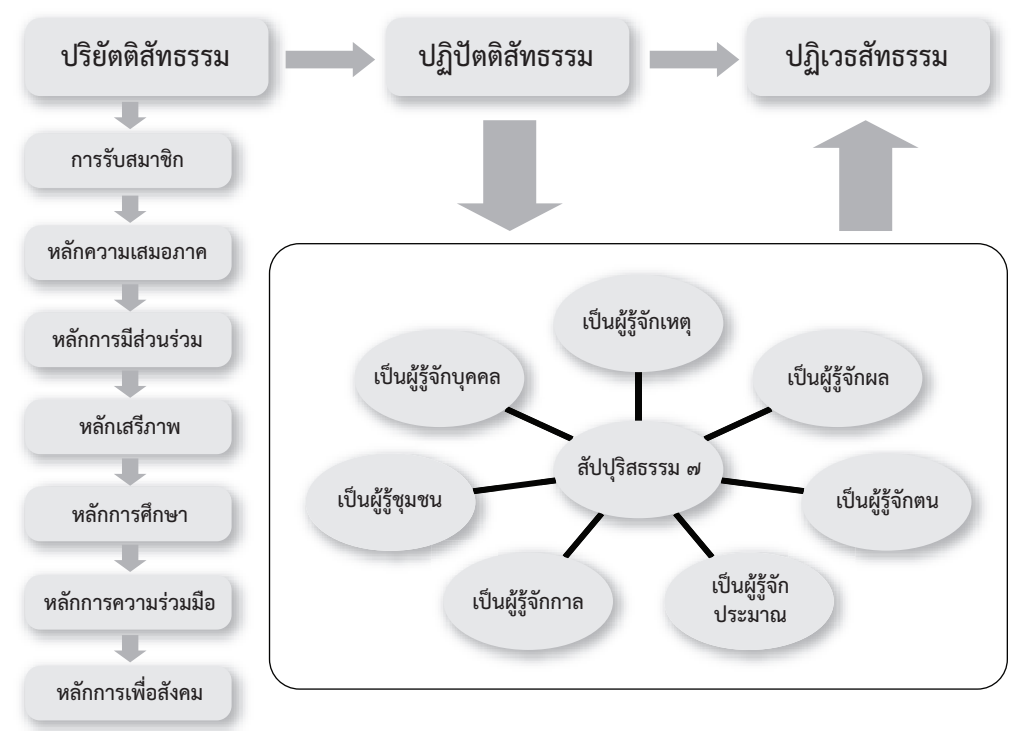 ปริยัตติสัทธรรม
ปฏิปัตติสัทธรรม
ปฏิเวธสัทธรรม
การรับสมาชิก
หลักความเสมอภาค
หลักการมีส่วนร่วม
หลักเสรีภาพ
หลักการศึกษา
หลักการความร่วมมือ
หลักการเพื่อสังคม
เป็นผู้รู้จักเหตุ
เป็นผู้รู้จักบุคคล
เป็นผู้รู้จักผล
สัปปุริสธรรม ๗
เป็นผู้รู้ชุมชน
เป็นผู้รู้จักตน
เป็นผู้รู้จักกาล
เป็นผู้รู้จัก
ประมาณ